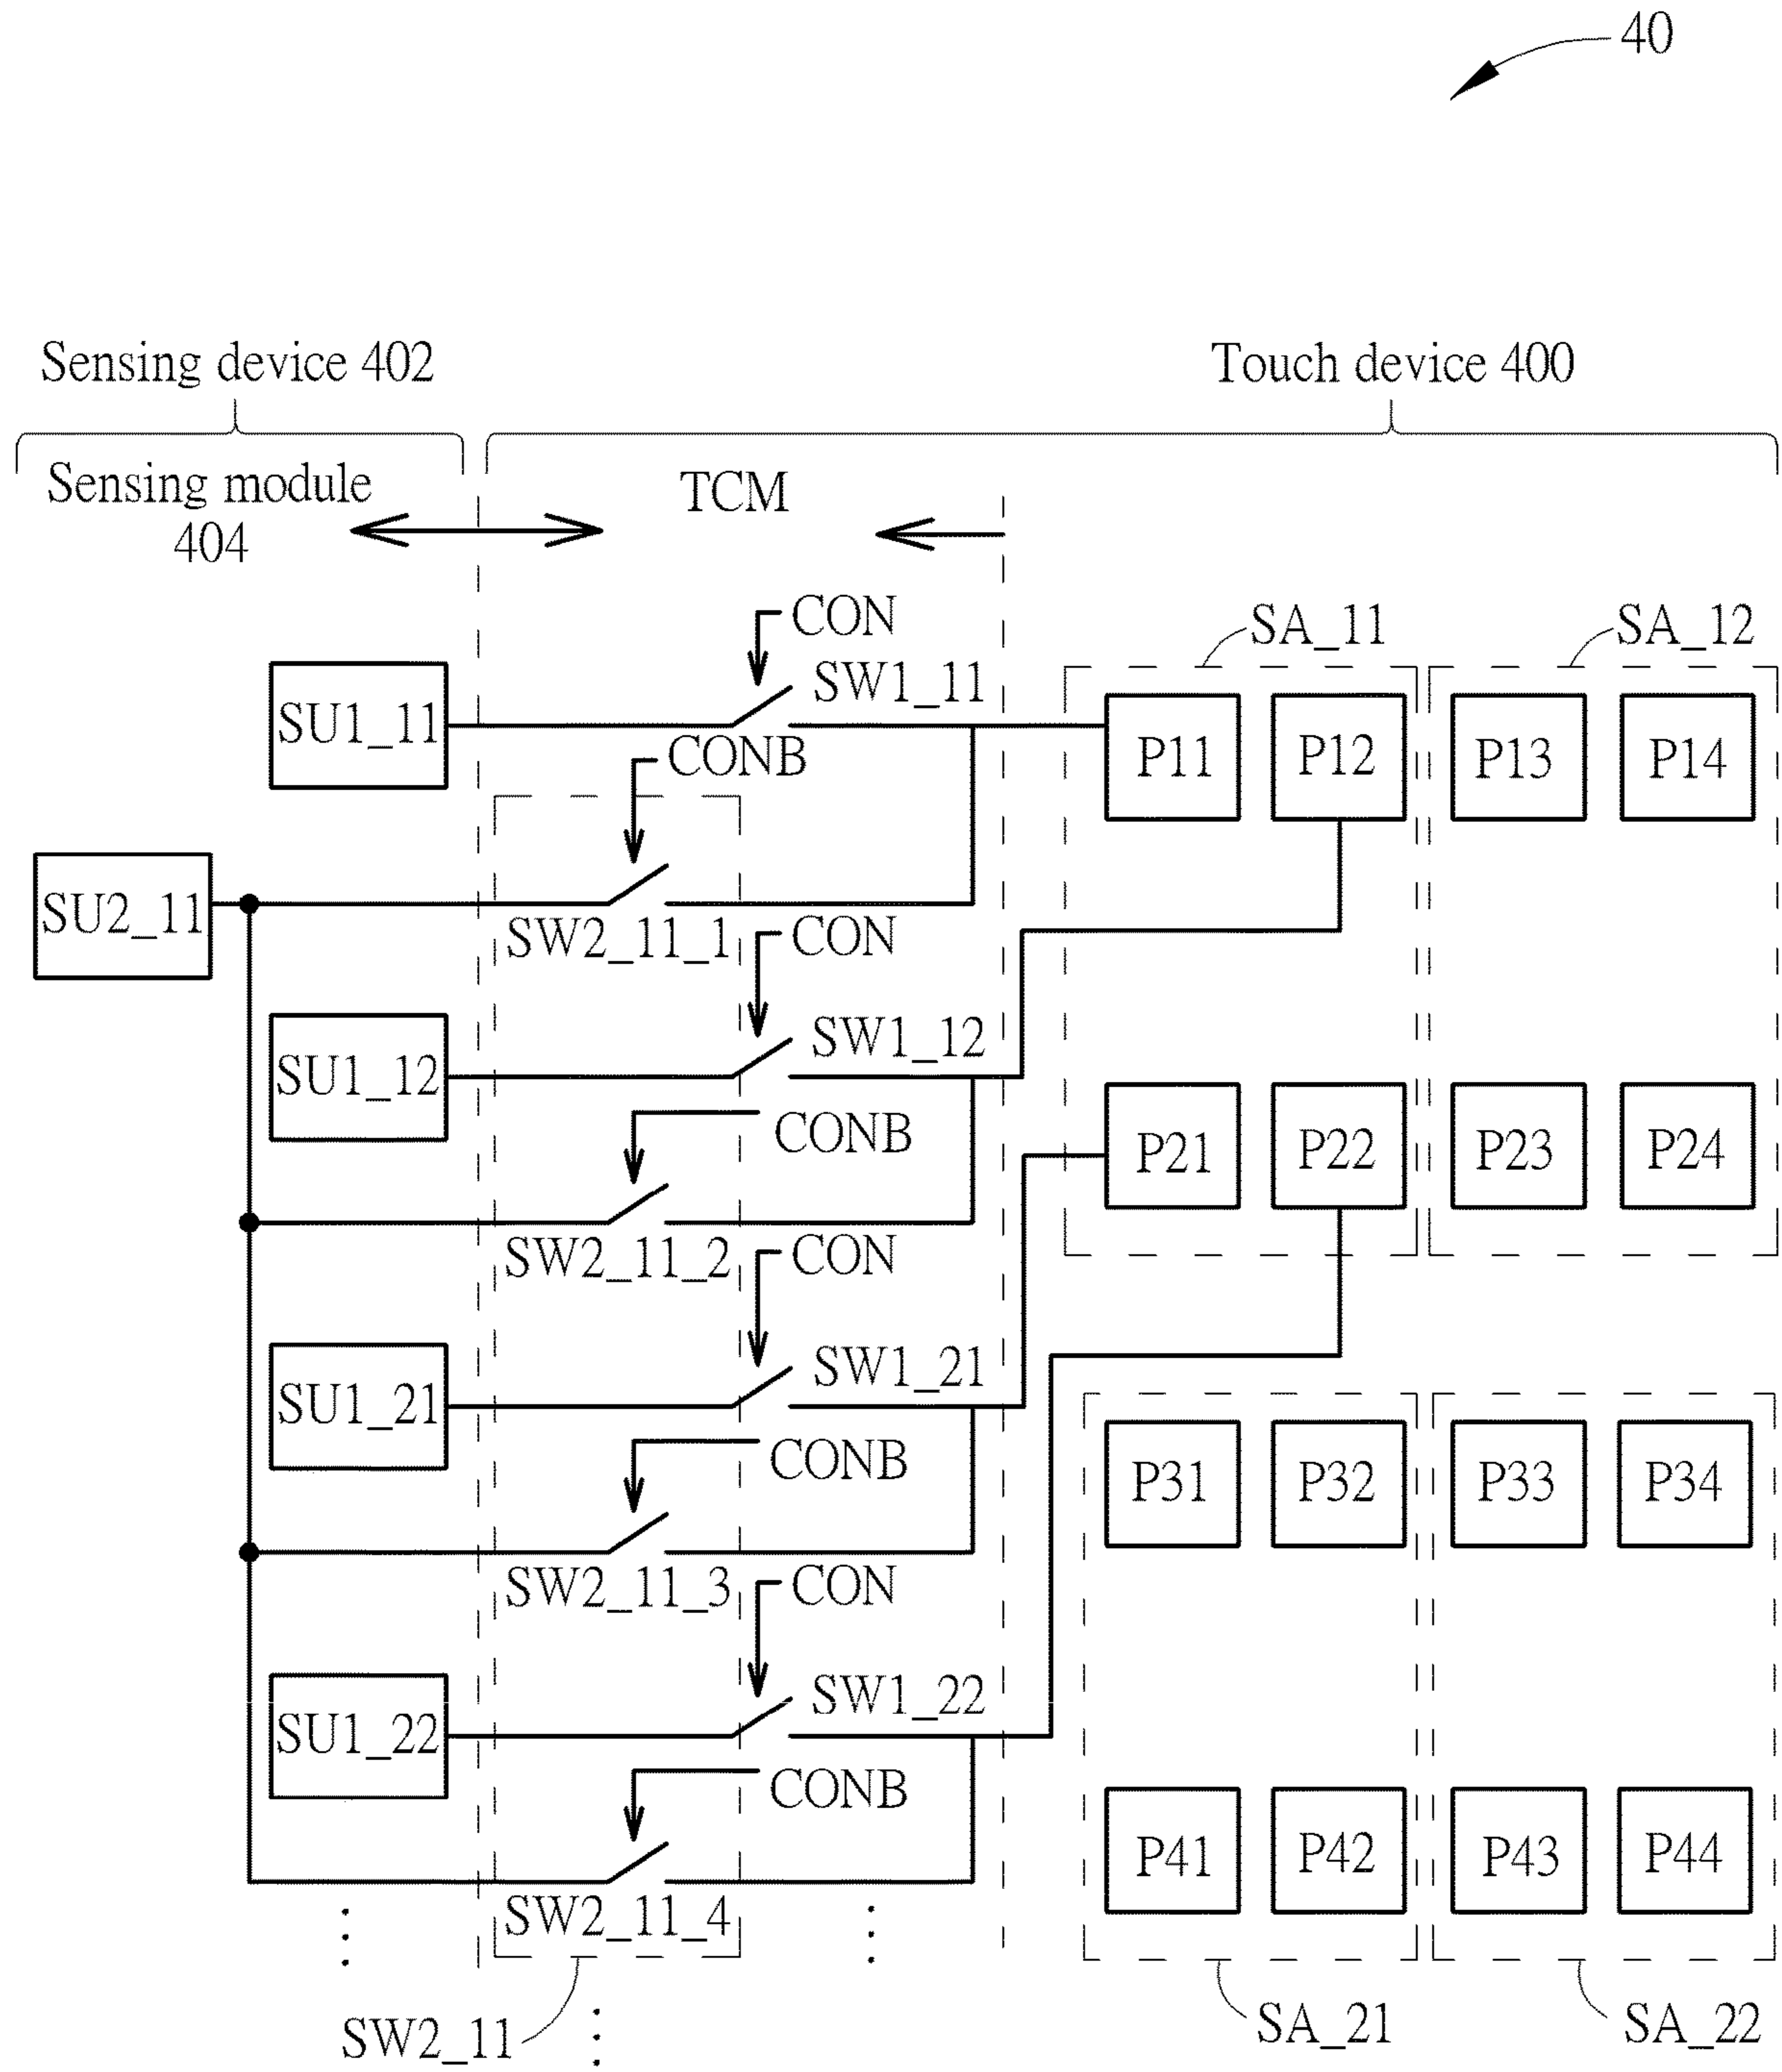 40
Sensing device 402
Touch device 400
Sensing module
404
TCM
CON
SA_11
SA_12
SU1_11
SW1_11
P11
P12
P13
P14
CONB
SU2_11
SW2_11_1
CON
SU1_12
SW1_12
CONB
P21
P22
P23
P24
SW2_11_2
CON
SU1_21
SW1_21
CONB
P31
P32
P33
P34
SW2_11_3
CON
SU1_22
SW1_22
CONB
P41
P42
P43
P44
SW2_11_4
SW2_11
SA_21
SA_22